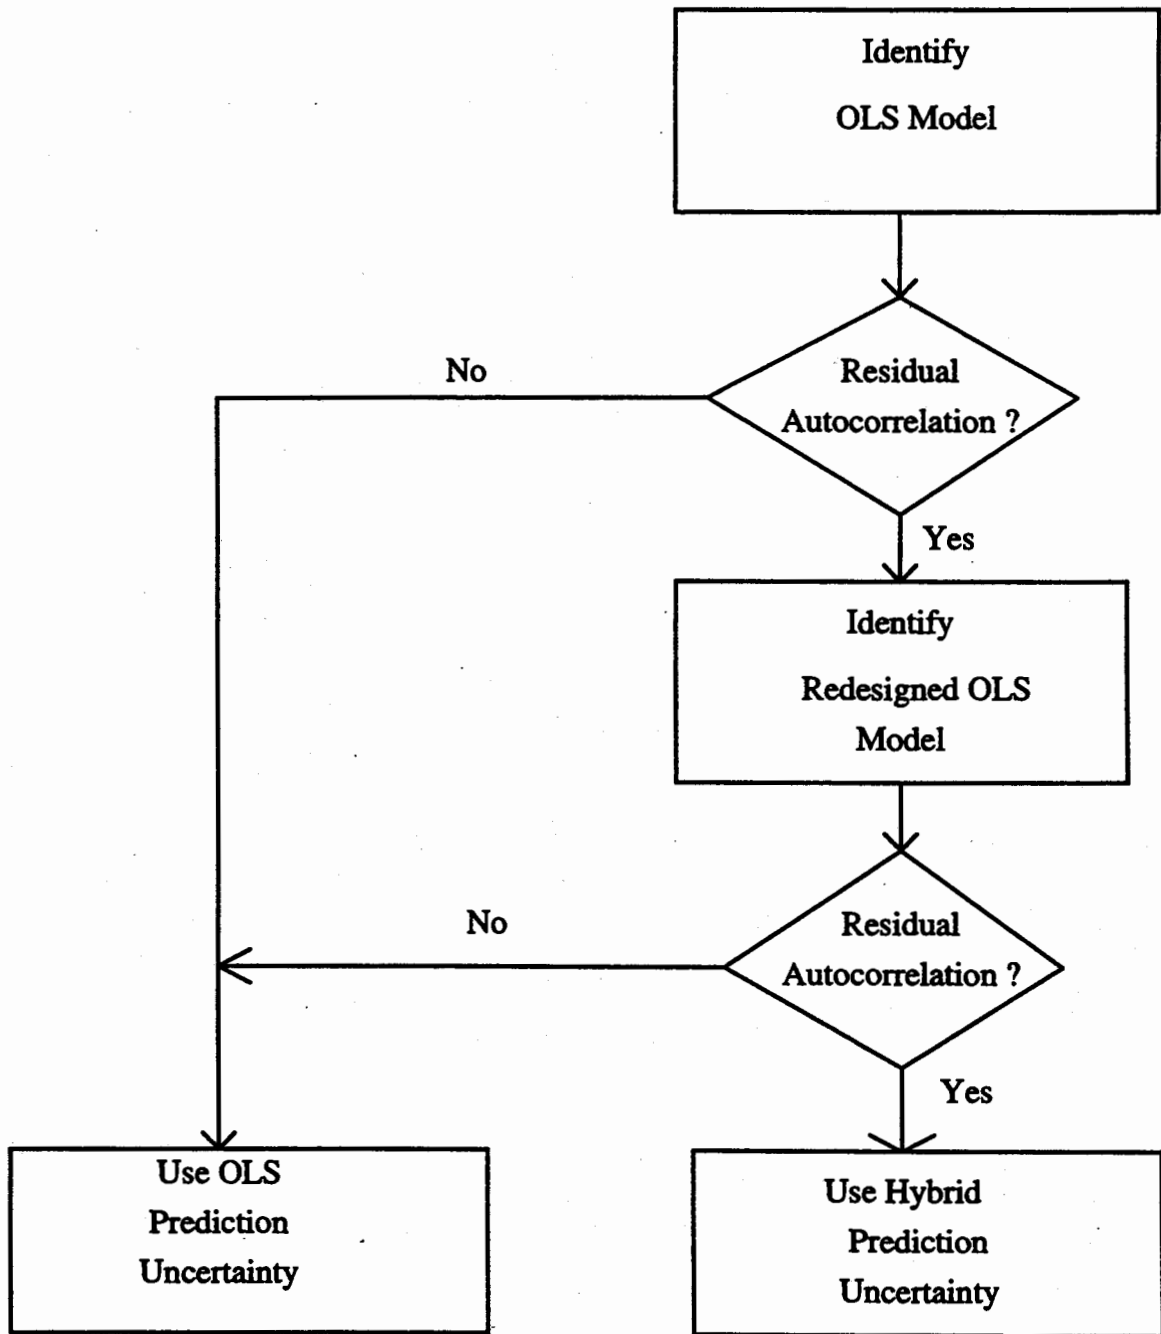 Identify
OLS Model
No
Residual
Autocorrelation ?
Yes
Identify
Redesigned OLS
Model
No
Residual
Autocorrelation ?
Yes
Use OLS
Prediction
Uncertainty
Use Hybrid
Prediction
Uncertainty